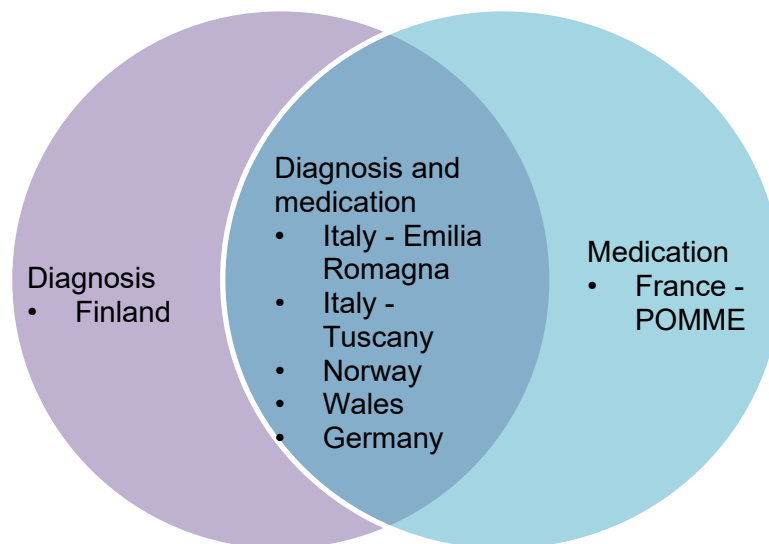 Diagnosis
• Finland
Diagnosis and
medication
• Italy - Emilia
Romagna
• Italy -
Tuscany
• Norway
• Wales
• Germany
Medication
• France -
POMME